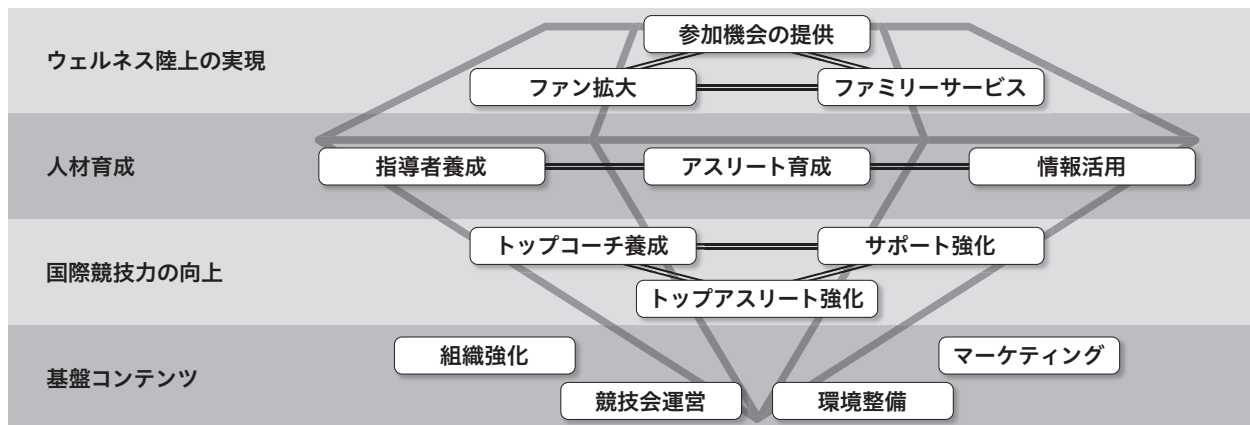 ウェルネス陸上の実現
参加機会の提供
ファン拡大
ファミリーサービス
人材育成
指導者養成
アスリート育成
情報活用
国際競技力の向上
トップコーチ養成
サポート強化
トップアスリート強化
基盤コンテンツ
組織強化
マーケティング
競技会運営
環境整備